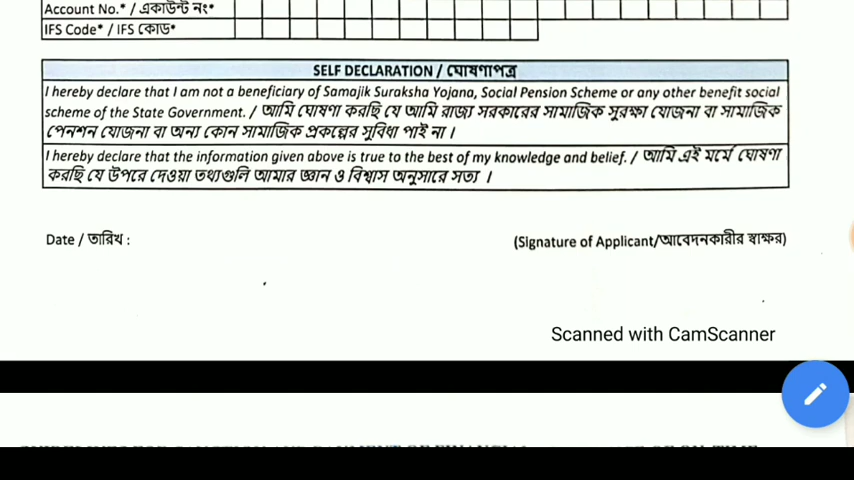 Account No.* / একাউন্ট নং*
IFS Code* / IFS কোড*
SELF DECLARATION / ঘোষণাপত্র
I hereby declare that I am not a beneficiary of Samajik Suraksha Yojana, Social Pension Scheme or any other benefit social
scheme of the State Government. / আমি ঘোষণা করছি যে আমি রাজ্য সরকারের সামাজিক সুরক্ষা যোজনা বা সামাজিক
পেনশন যোজনা বা অন্য কোন সামাজিক প্রকল্পের সুবিধা পাই না ।
I hereby declare that the information given above is true to the best of my knowledge and belief. / আমি এই মর্মে ঘোষণা
করছি যে উপরে দেওয়া তথ্যগুলি আমার জ্ঞান ও বিশ্বাস অনুসারে সত্য ।
Date / তারিখ :
(Signature of Applicant/আবেদনকারীর স্বাক্ষর)
Scanned with CamScanner